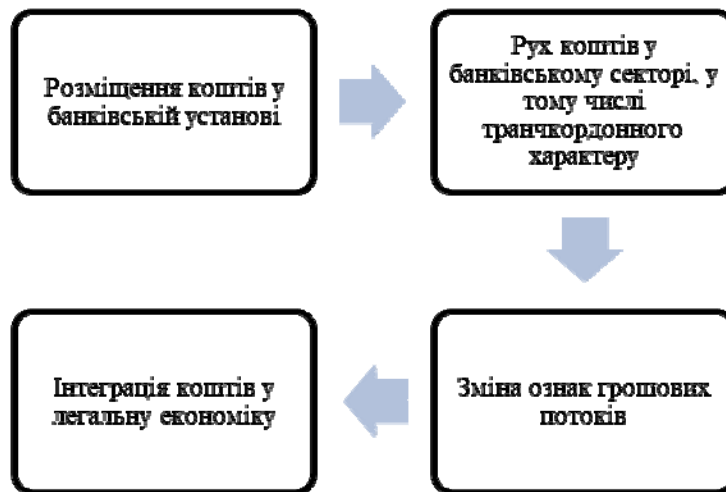 Розміщення коштів у
банківській установі
Рух коштів у
банківському секторі, у
тому числі
транчкордонного
характеру
Зміна ознак грошових
потоків
Інтеграція коштів у
легальну економіку